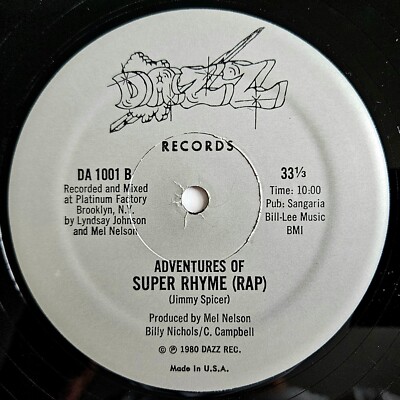 DAZZ
RECORDS
DA 1001 B
Recorded and Mixed
at Platinum Factory
Brooklyn, N.Y.
by Lyndsay Johnson
and Mel Nelson
33⅓
Time: 10:00
Pub: Sangaria
Bill-Lee Music
BMI
ADVENTURES OF
SUPER RHYME (RAP)
(Jimmy Spicer)
Produced by Mel Nelson
Billy Nichols/C. Campbell
© ℗ 1980 DAZZ REC.
Made in U.S.A.